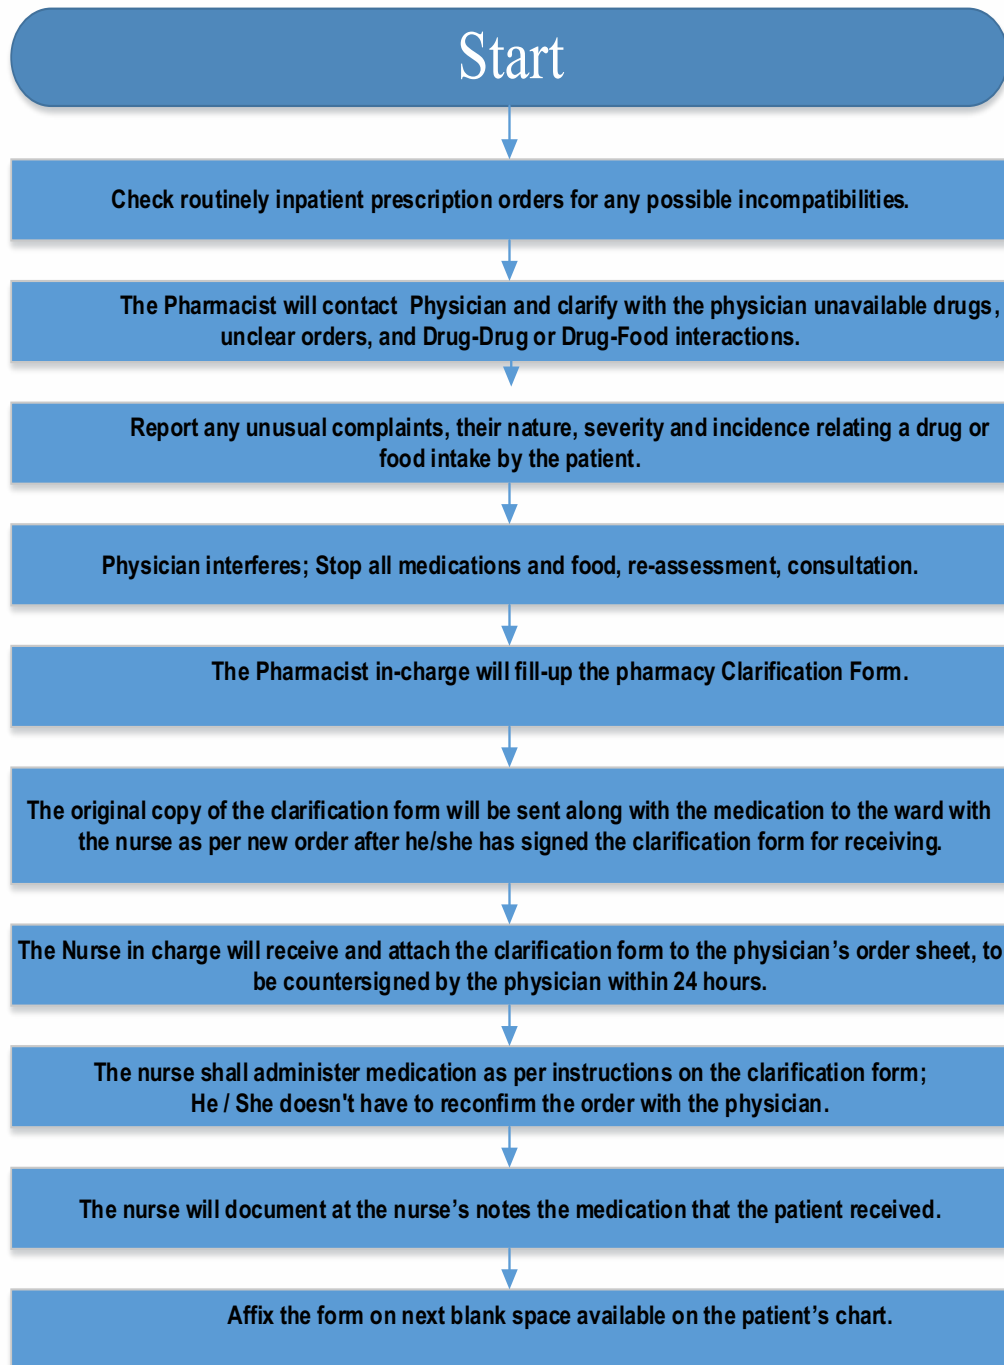 Start
Check routinely inpatient prescription orders for any possible incompatibilities.
The Pharmacist will contact  Physician and clarify with the physician unavailable drugs,
unclear orders, and Drug-Drug or Drug-Food interactions.
Report any unusual complaints, their nature, severity and incidence relating a drug or
food intake by the patient.
Physician interferes; Stop all medications and food, re-assessment, consultation.
The Pharmacist in-charge will fill-up the pharmacy Clarification Form.
The original copy of the clarification form will be sent along with the medication to the ward with
the nurse as per new order after he/she has signed the clarification form for receiving.
The Nurse in charge will receive and attach the clarification form to the physician’s order sheet, to
be countersigned by the physician within 24 hours.
The nurse shall administer medication as per instructions on the clarification form;
He / She doesn't have to reconfirm the order with the physician.
The nurse will document at the nurse’s notes the medication that the patient received.
Affix the form on next blank space available on the patient’s chart.